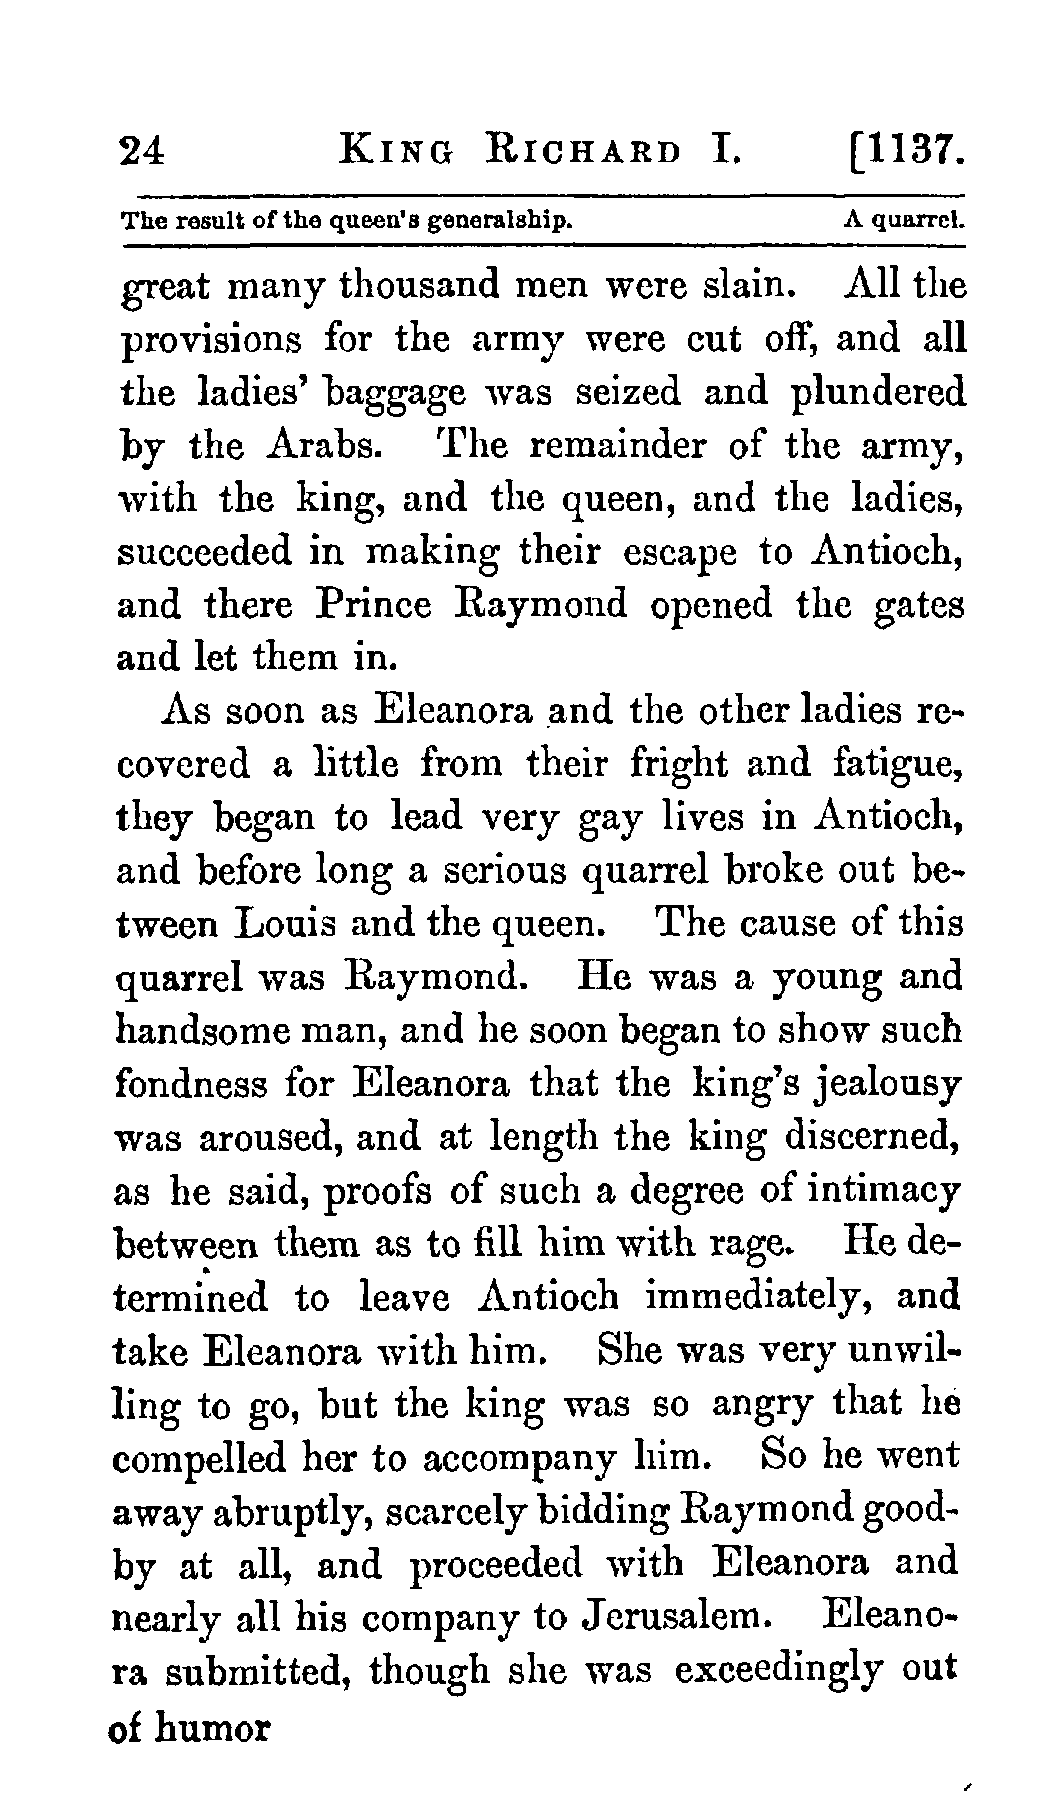 24 KING RICHARD I. [1137.
The result of the queen's generalship. A quarrel.
great many thousand men were slain. All the
provisions for the army were cut off, and all
the ladies' baggage was seized and plundered
by the Arabs. The remainder of the army,
with the king, and the queen, and the ladies,
succeeded in making their escape to Antioch,
and there Prince Raymond opened the gates
and let them in.
As soon as Eleanora and the other ladies re-
covered a little from their fright and fatigue,
they began to lead very gay lives in Antioch,
and before long a serious quarrel broke out be-
tween Louis and the queen. The cause of this
quarrel was Raymond. He was a young and
handsome man, and he soon began to show such
fondness for Eleanora that the king's jealousy
was aroused, and at length the king discerned,
as he said, proofs of such a degree of intimacy
between them as to fill him with rage. He de-
termined to leave Antioch immediately, and
take Eleanora with him. She was very unwil-
ling to go, but the king was so angry that he
compelled her to accompany him. So he went
away abruptly, scarcely bidding Raymond good-
by at all, and proceeded with Eleanora and
nearly all his company to Jerusalem. Eleano-
ra submitted, though she was exceedingly out
of humor